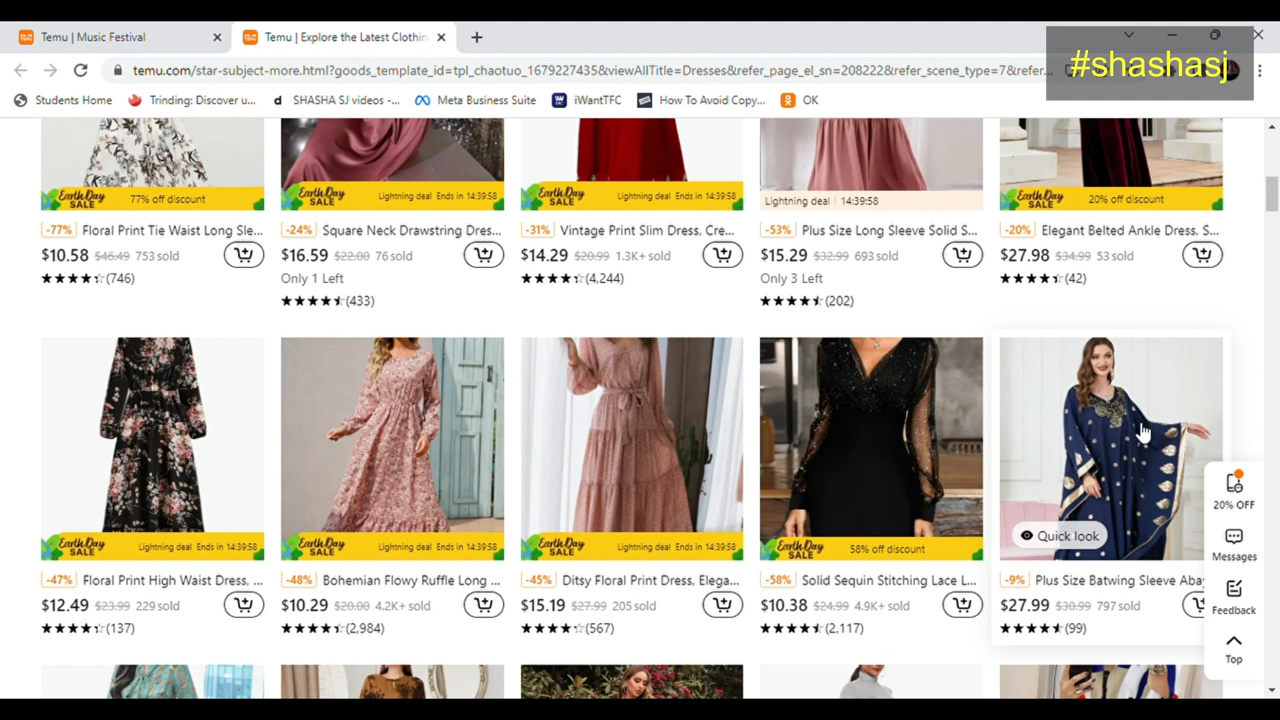 Temu | Music Festival
Temu | Explore the Latest Clothin
#shashasj
temu.com/star-subject-more.html?goods_template_id=tpl_chaotuo_1679227435&viewAllTitle=Dresses&refer_page_el_sn=208222&refer_scene_type=7&refer...
Students Home
Trinding: Discover u...
SHASHA SJ videos -...
Meta Business Suite
iWantTFC
How To Avoid Copy...
OK
Earth Day SALE 77% off discount
Earth Day SALE Lightning deal Ends in 14:39:58
Earth Day SALE Lightning deal Ends in 14:39:58
Lightning deal | 14:39:58
Earth Day SALE 20% off discount
-77% Floral Print Tie Waist Long Sle...
$10.58 $46.49 753 sold
(746)
-24% Square Neck Drawstring Dres...
$16.59 $22.00 76 sold
Only 1 Left
(433)
-31% Vintage Print Slim Dress, Cre...
$14.29 $20.99 1.3K+ sold
(4,244)
-53% Plus Size Long Sleeve Solid S...
$15.29 $32.99 693 sold
Only 3 Left
(202)
-20% Elegant Belted Ankle Dress, S...
$27.98 $34.99 53 sold
(42)
Earth Day SALE Lightning deal Ends in 14:39:58
Earth Day SALE Lightning deal Ends in 14:39:58
Earth Day SALE Lightning deal Ends in 14:39:58
Earth Day SALE 58% off discount
Quick look
-47% Floral Print High Waist Dress, ...
$12.49 $23.99 229 sold
(137)
-48% Bohemian Flowy Ruffle Long ...
$10.29 $20.00 4.2K+ sold
(2,984)
-45% Ditsy Floral Print Dress, Elega...
$15.19 $27.99 205 sold
(567)
-58% Solid Sequin Stitching Lace L...
$10.38 $24.99 4.9K+ sold
(2,117)
-9% Plus Size Batwing Sleeve Abay
$27.99 $30.99 797 sold
(99)
20% OFF
Messages
Feedback
Top